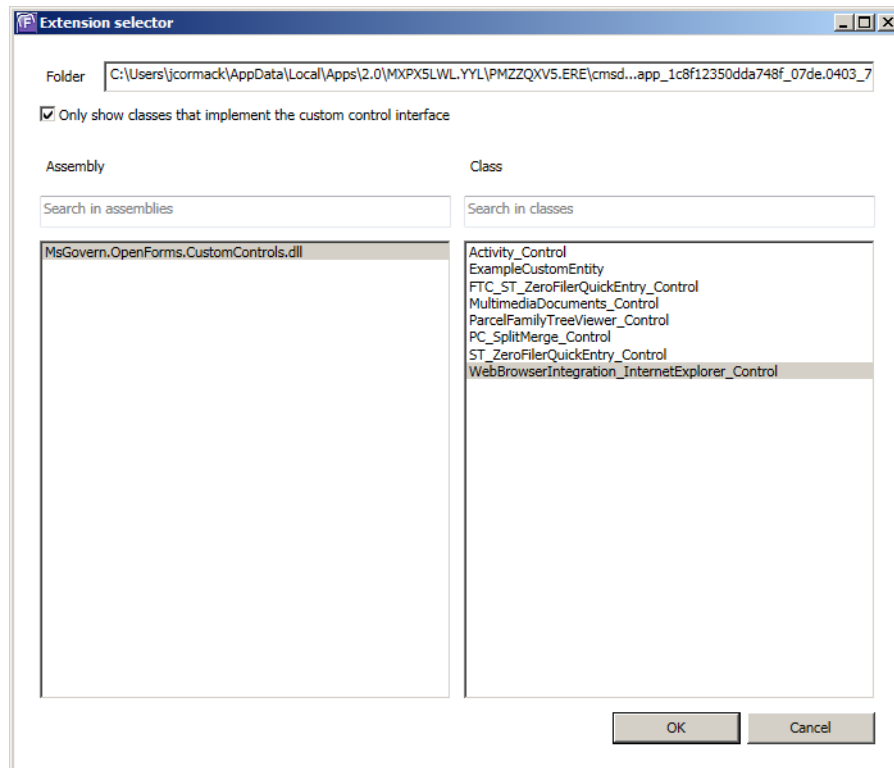 Extension selector
Folder
C:\Users\jcormack\AppData\Local\Apps\2.0\MXPX5LWL.YYL\PMZZQXV5.ERE\cmsd...app_1c8f12350dda748f_07de.0403_7
Only show classes that implement the custom control interface
Assembly
Class
Search in assemblies
Search in classes
MsGovern.OpenForms.CustomControls.dll
Activity_Control
ExampleCustomEntity
FTC_ST_ZeroFilerQuickEntry_Control
MultimediaDocuments_Control
ParcelFamilyTreeViewer_Control
PC_SplitMerge_Control
ST_ZeroFilerQuickEntry_Control
WebBrowserIntegration_InternetExplorer_Control
OK
Cancel